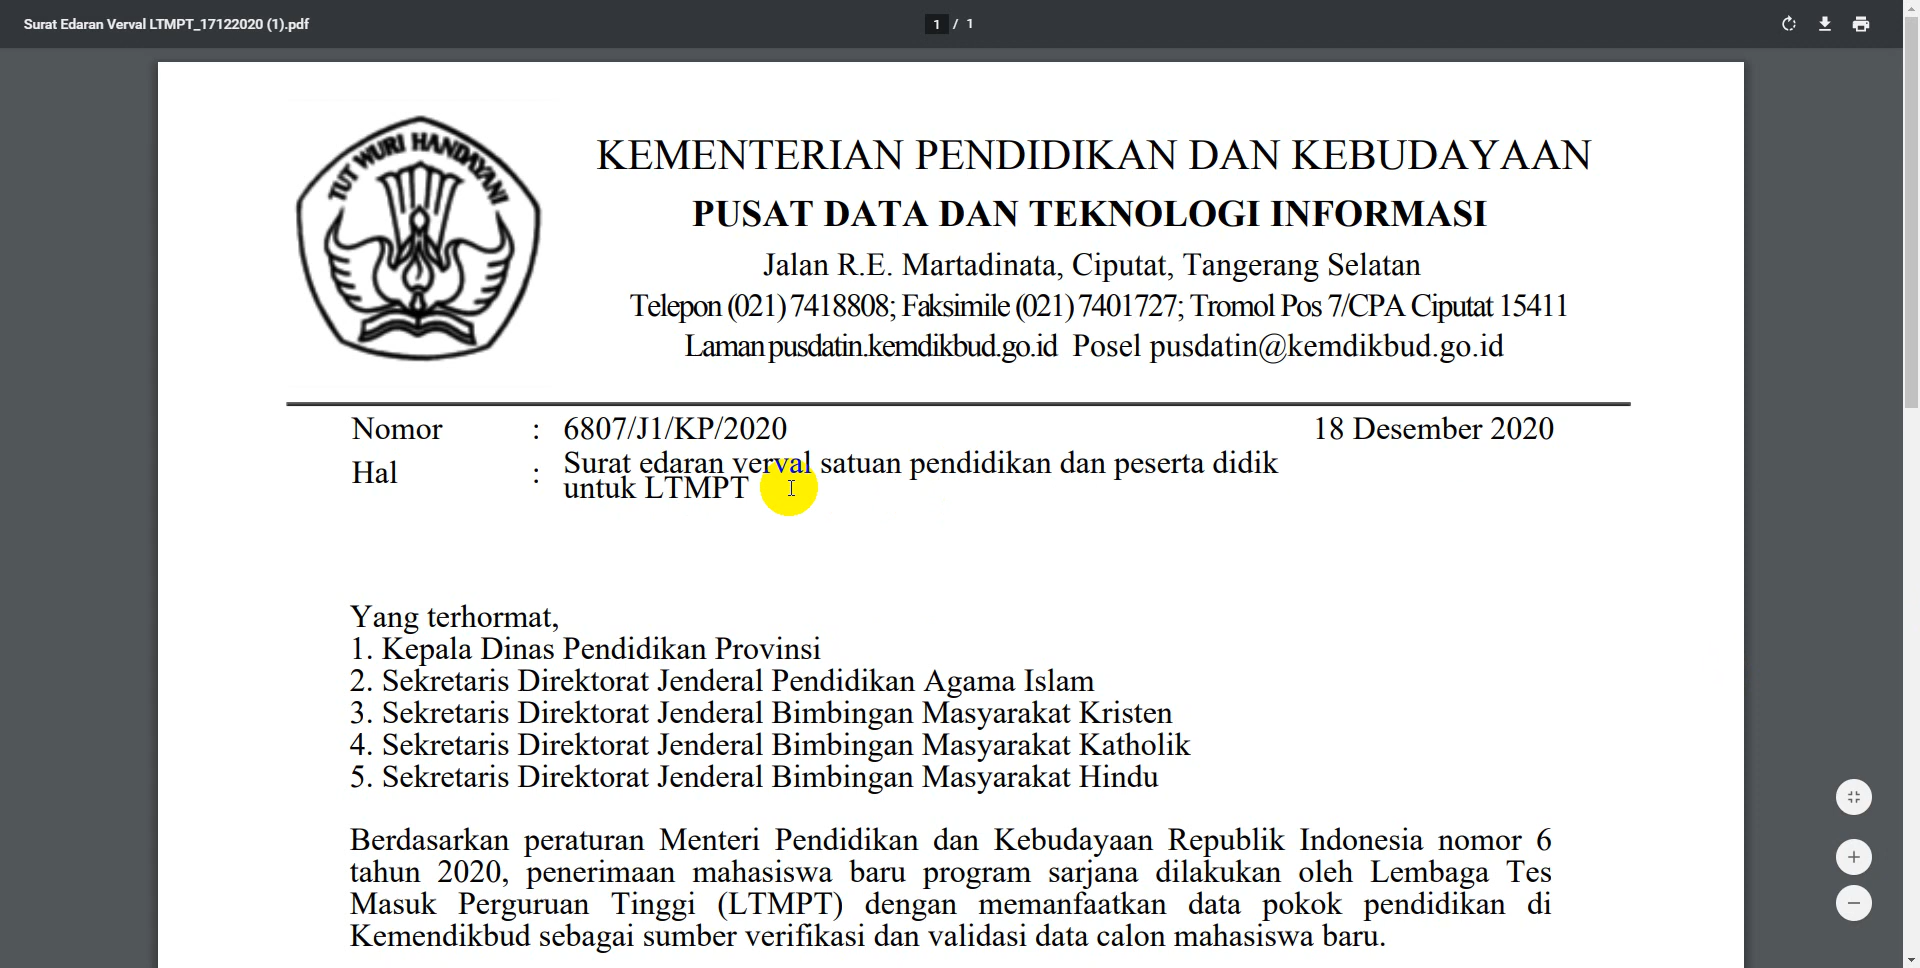 Surat Edaran Verval LTMPT_17122020 (1).pdf
1 / 1
TUT WURI HANDAYANI
KEMENTERIAN PENDIDIKAN DAN KEBUDAYAAN
PUSAT DATA DAN TEKNOLOGI INFORMASI
Jalan R.E. Martadinata, Ciputat, Tangerang Selatan
Telepon (021) 7418808; Faksimile (021) 7401727; Tromol Pos 7/CPA Ciputat 15411
Laman pusdatin.kemdikbud.go.id Posel pusdatin@kemdikbud.go.id
Nomor : 6807/J1/KP/2020 18 Desember 2020
Hal : Surat edaran verval satuan pendidikan dan peserta didik
untuk LTMPT
Yang terhormat,
1. Kepala Dinas Pendidikan Provinsi
2. Sekretaris Direktorat Jenderal Pendidikan Agama Islam
3. Sekretaris Direktorat Jenderal Bimbingan Masyarakat Kristen
4. Sekretaris Direktorat Jenderal Bimbingan Masyarakat Katholik
5. Sekretaris Direktorat Jenderal Bimbingan Masyarakat Hindu
Berdasarkan peraturan Menteri Pendidikan dan Kebudayaan Republik Indonesia nomor 6
tahun 2020, penerimaan mahasiswa baru program sarjana dilakukan oleh Lembaga Tes
Masuk Perguruan Tinggi (LTMPT) dengan memanfaatkan data pokok pendidikan di
Kemendikbud sebagai sumber verifikasi dan validasi data calon mahasiswa baru.